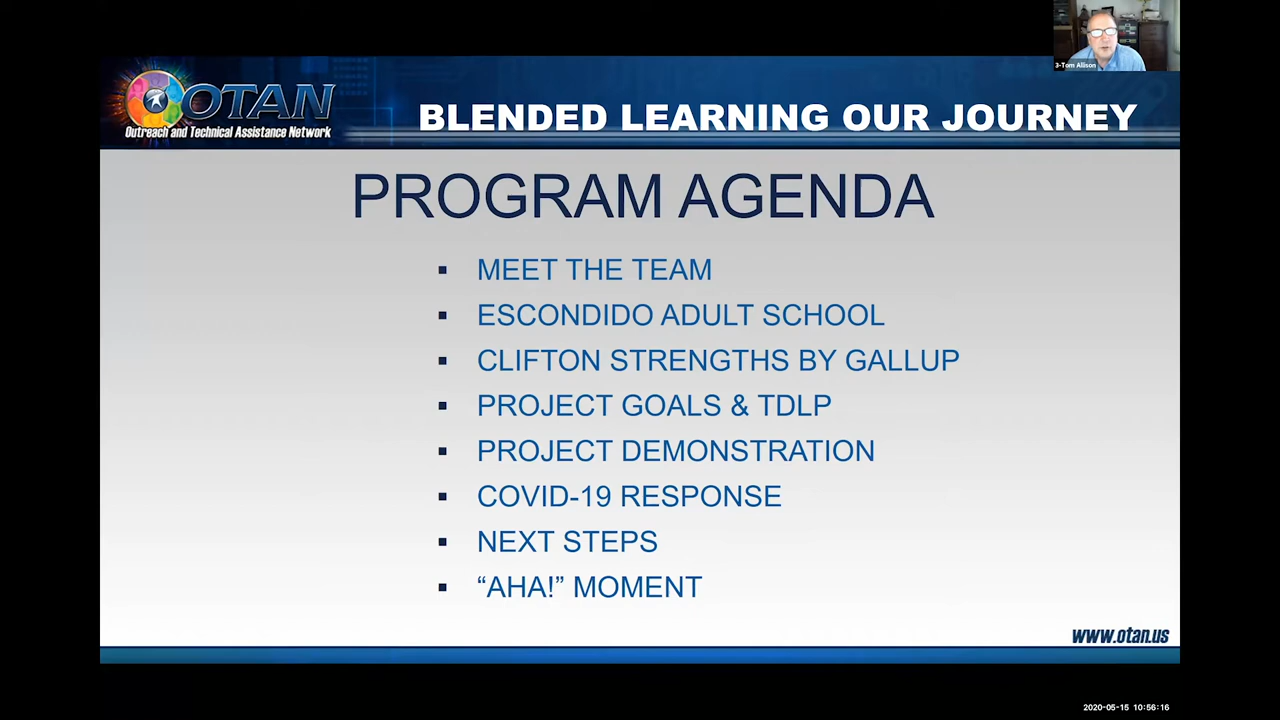 3-Tom Allison
OTAN
Outreach and Technical Assistance Network
BLENDED LEARNING OUR JOURNEY
PROGRAM AGENDA
▪ MEET THE TEAM
▪ ESCONDIDO ADULT SCHOOL
▪ CLIFTON STRENGTHS BY GALLUP
▪ PROJECT GOALS & TDLP
▪ PROJECT DEMONSTRATION
▪ COVID-19 RESPONSE
▪ NEXT STEPS
▪ “AHA!” MOMENT
www.otan.us
2020-05-15 10:56:16